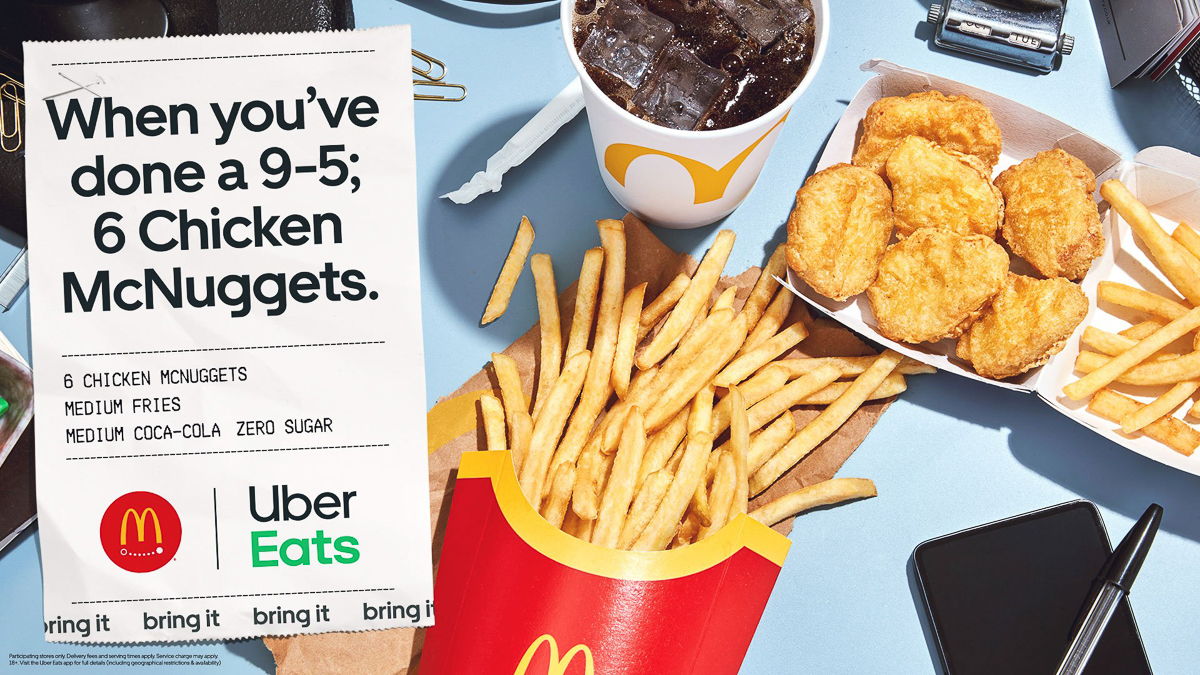 When you've
done a 9-5;
6 Chicken
McNuggets.
6 CHICKEN MCNUGGETS
MEDIUM FRIES
MEDIUM COCA-COLA ZERO SUGAR
Uber
Eats
bring it bring it bring it bring it
Participating stores only. Delivery fees and serving times apply. Service charge may apply.
18+. Visit the Uber Eats app for full details (including geographical restrictions & availability)
TUE